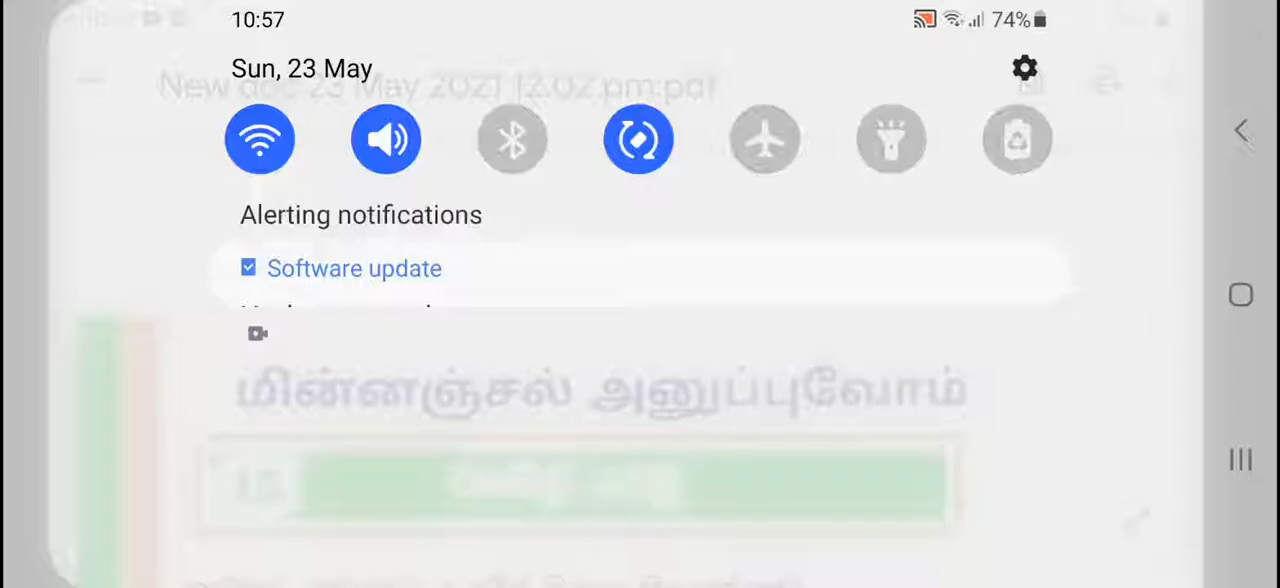 10:57
74%
Sun, 23 May
New doc 23 May 2021 12.02 pm.pdf
Alerting notifications
Software update
மின்னஞ்சல் அனுப்புவோம்